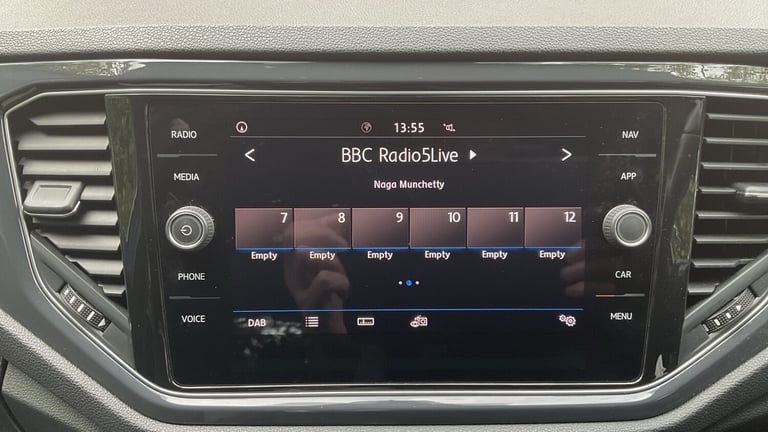 13:55
RADIO
NAV
< BBC Radio5Live >
MEDIA
APP
Naga Munchetty
7 8 9 10 11 12
Empty Empty Empty Empty Empty Empty
PHONE
CAR
VOICE
DAB
MENU